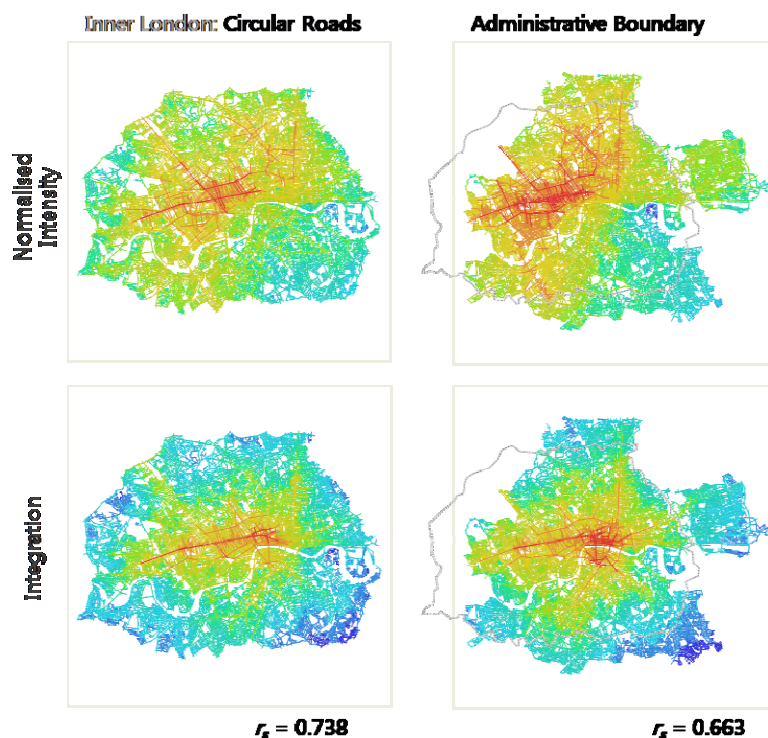 Inner London: Circular Roads
Administrative Boundary
Normalised
Intensity
Integration
rₛ = 0.738
rₛ = 0.663